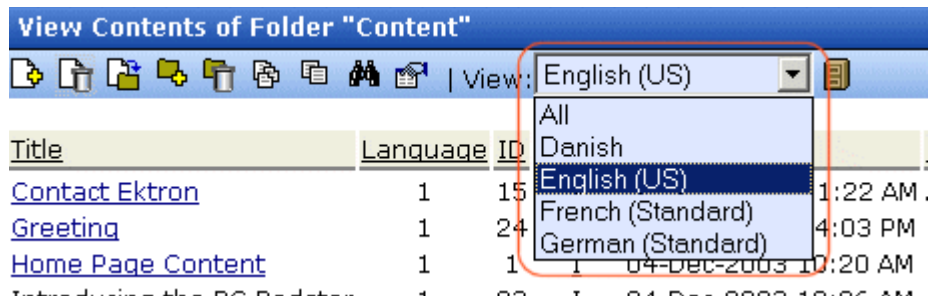 View Contents of Folder "Content"
| View: English (US)
All
Danish
English (US)
French (Standard)
German (Standard)
Title Language ID
Contact Ektron 1 15 1:22 AM
Greeting 1 24 4:03 PM
Home Page Content 1 1 I 04-Dec-2003 10:20 AM